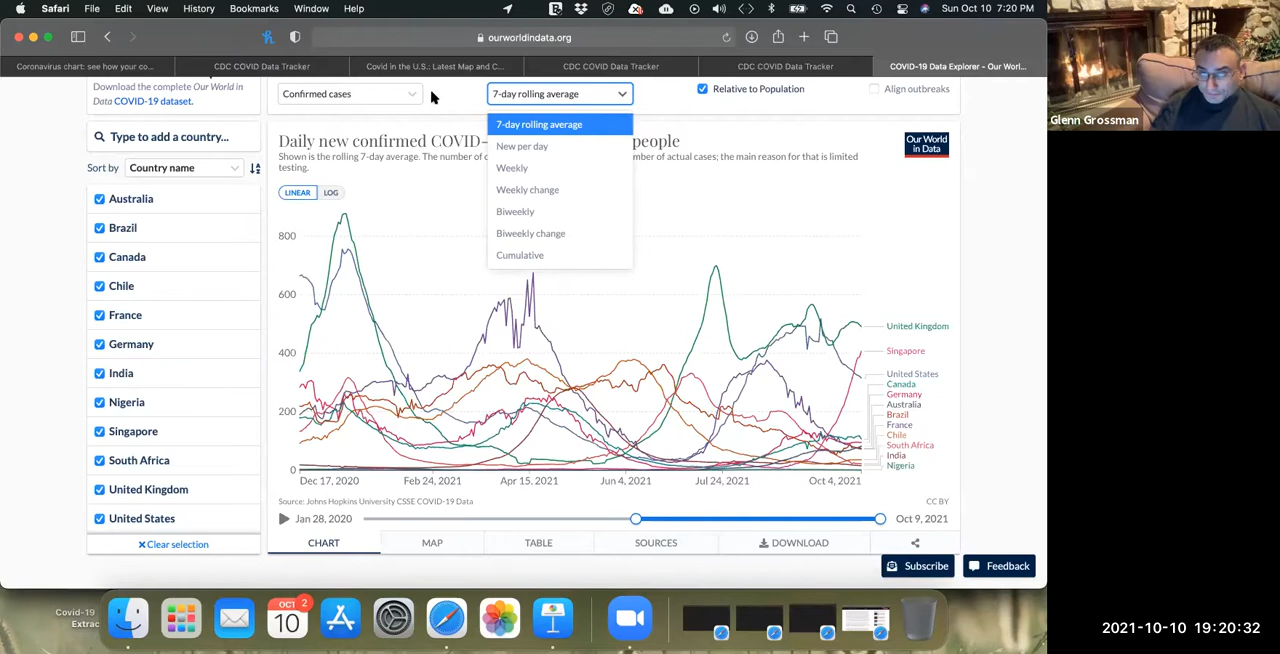 Safari File Edit View History Bookmarks Window Help Sun Oct 10 7:20 PM
ourworldindata.org
Coronavirus chart: see how your co... CDC COVID Data Tracker Covid in the U.S.: Latest Map and C... CDC COVID Data Tracker CDC COVID Data Tracker COVID-19 Data Explorer - Our Worl...
Download the complete Our World in
Data COVID-19 dataset.
Confirmed cases
7-day rolling average
Relative to Population
Align outbreaks
Type to add a country...
Sort by Country name
Australia
Brazil
Canada
Chile
France
Germany
India
Nigeria
Singapore
South Africa
United Kingdom
United States
Clear selection
7-day rolling average
New per day
Weekly
Weekly change
Biweekly
Biweekly change
Cumulative
Daily new confirmed COVID- people
Shown is the rolling 7-day average. The number of c mber of actual cases; the main reason for that is limited
testing.
Our World
in Data
LINEAR LOG
800
600
400
200
0
Dec 17, 2020 Feb 24, 2021 Apr 15, 2021 Jun 4, 2021 Jul 24, 2021 Oct 4, 2021
United Kingdom
Singapore
United States
Canada
Germany
Australia
Brazil
France
Chile
South Africa
India
Nigeria
Source: Johns Hopkins University CSSE COVID-19 Data CC BY
Jan 28, 2020 Oct 9, 2021
CHART MAP TABLE SOURCES DOWNLOAD
Subscribe Feedback
Covid-19
Extrac
OCT 2
10
Glenn Grossman
2021-10-10 19:20:32